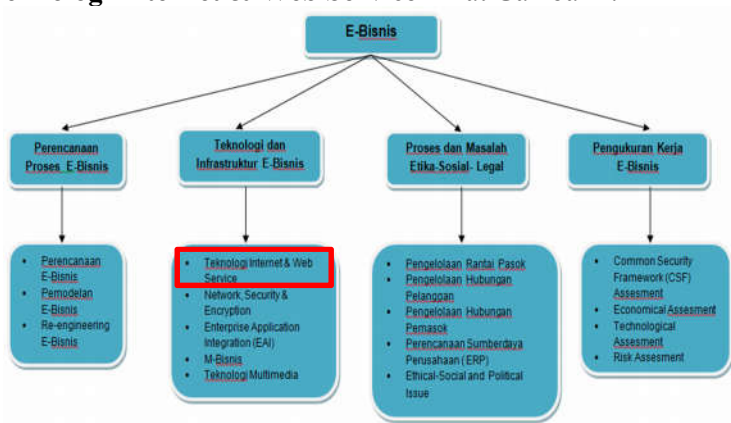 E-Bisnis
Perencanaan
Proses E-Bisnis
Teknologi dan
Infrastruktur E-Bisnis
Proses dan Masalah
Etika-Sosial- Legal
Pengukuran Kerja
E-Bisnis
• Perencanaan
E-Bisnis
• Pemodelan
E-Bisnis
• Re-engineering
E-Bisnis
• Teknologi Internet & Web
Service
• Network, Security &
Encryption
• Enterprise Application
Integration (EAI)
• M-Bisnis
• Teknologi Multimedia
• Pengelolaan Rantai Pasok
• Pengelolaan Hubungan
Pelanggan
• Pengelolaan Hubungan
Pemasok
• Perencanaan Sumberdaya
Perusahaan (ERP)
• Ethical-Social and Political
Issue
• Common Security
Framework (CSF)
Assesment
• Economical Assesment
• Technological
Assesment
• Risk Assesment